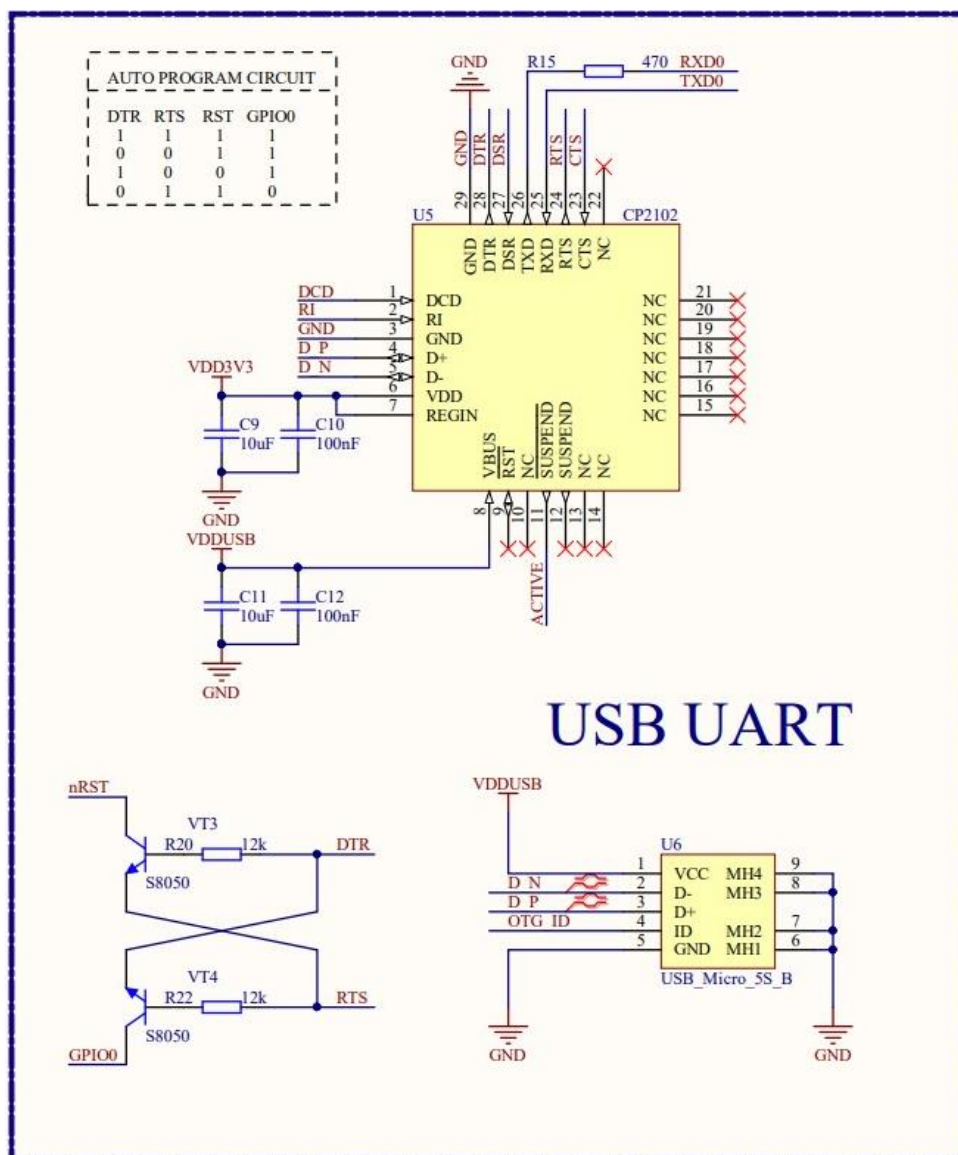 AUTO PROGRAM CIRCUIT
DTR RTS RST GPIO0
1 1 1 1
0 0 1 1
1 0 0 1
0 1 1 0
GND
R15 470 RXD0
TXD0
GND DTR DSR RTS CTS
29 28 27 26 25 24 23 22
U5 CP2102
GND DTR DSR TXD RXD RTS CTS NC
DCD 1 DCD NC 21
RI 2 RI NC 20
GND 3 GND NC 19
D_P 4 D+ NC 18
D_N 5 D- NC 17
VDD3V3 6 VDD NC 16
7 REGIN NC 15
C9 C10
10uF 100nF
VBUS RST NC SUSPEND SUSPEND NC NC
8 9 10 11 12 13 14
GND
VDDUSB
ACTIVE
C11 C12
10uF 100nF
GND
USB UART
nRST
VT3
R20 12k DTR
S8050
VT4
R22 12k RTS
S8050
GPIO0
VDDUSB
U6
1 VCC MH4 9
D_N 2 D- MH3 8
D_P 3 D+
OTG_ID 4 ID MH2 7
5 GND MH1 6
USB_Micro_5S_B
GND GND